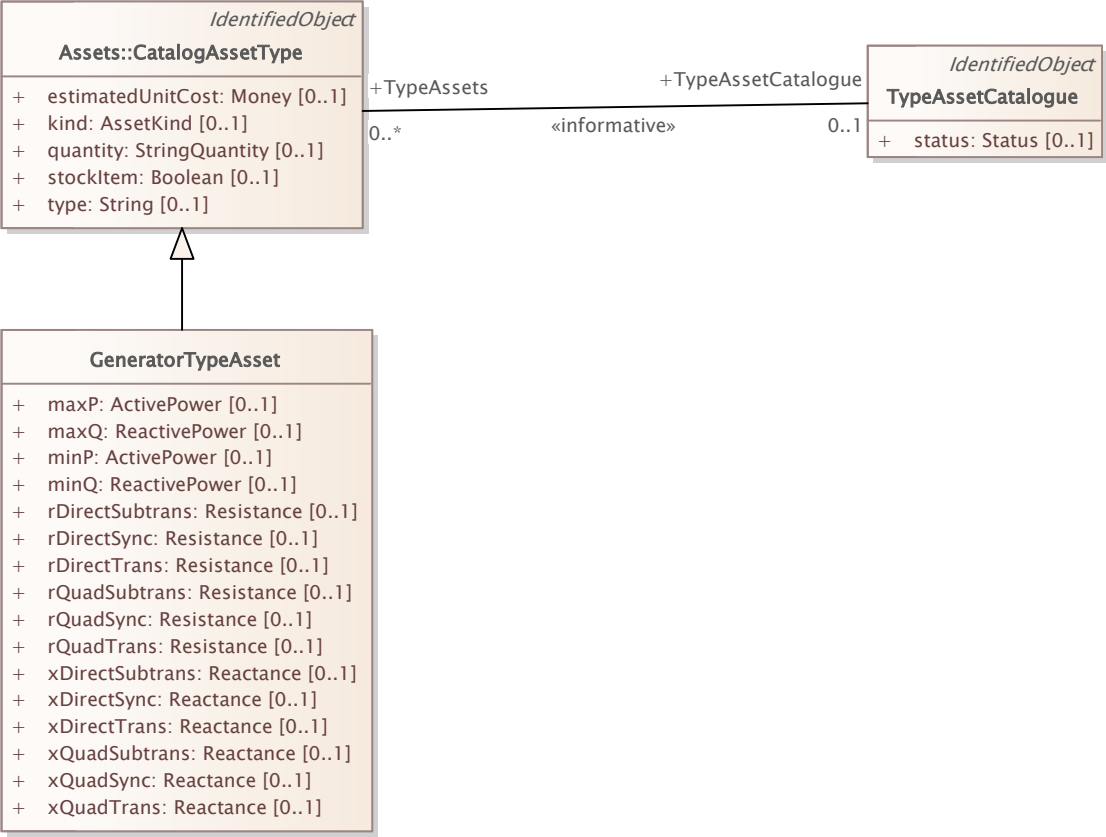 IdentifiedObject
Assets::CatalogAssetType
+ estimatedUnitCost: Money [0..1]
+ kind: AssetKind [0..1]
+ quantity: StringQuantity [0..1]
+ stockItem: Boolean [0..1]
+ type: String [0..1]
+TypeAssets
0..*
«informative»
+TypeAssetCatalogue
0..1
IdentifiedObject
TypeAssetCatalogue
+ status: Status [0..1]
GeneratorTypeAsset
+ maxP: ActivePower [0..1]
+ maxQ: ReactivePower [0..1]
+ minP: ActivePower [0..1]
+ minQ: ReactivePower [0..1]
+ rDirectSubtrans: Resistance [0..1]
+ rDirectSync: Resistance [0..1]
+ rDirectTrans: Resistance [0..1]
+ rQuadSubtrans: Resistance [0..1]
+ rQuadSync: Resistance [0..1]
+ rQuadTrans: Resistance [0..1]
+ xDirectSubtrans: Reactance [0..1]
+ xDirectSync: Reactance [0..1]
+ xDirectTrans: Reactance [0..1]
+ xQuadSubtrans: Reactance [0..1]
+ xQuadSync: Reactance [0..1]
+ xQuadTrans: Reactance [0..1]